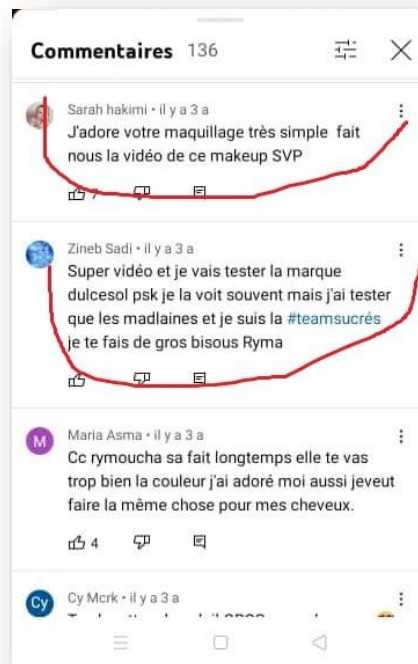 Commentaires 136
Sarah hakimi • il y a 3 a
J'adore votre maquillage très simple fait
nous la vidéo de ce makeup SVP
7
Zineb Sadi • il y a 3 a
Super vidéo et je vais tester la marque
dulcesol psk je la voit souvent mais j'ai tester
que les madlaines et je suis la #teamsucrés
je te fais de gros bisous Ryma
M
Maria Asma • il y a 3 a
Cc rymoucha sa fait longtemps elle te vas
trop bien la couleur j'ai adoré moi aussi jeveut
faire la même chose pour mes cheveux.
4
Cy
Cy Mcrk • il y a 3 a